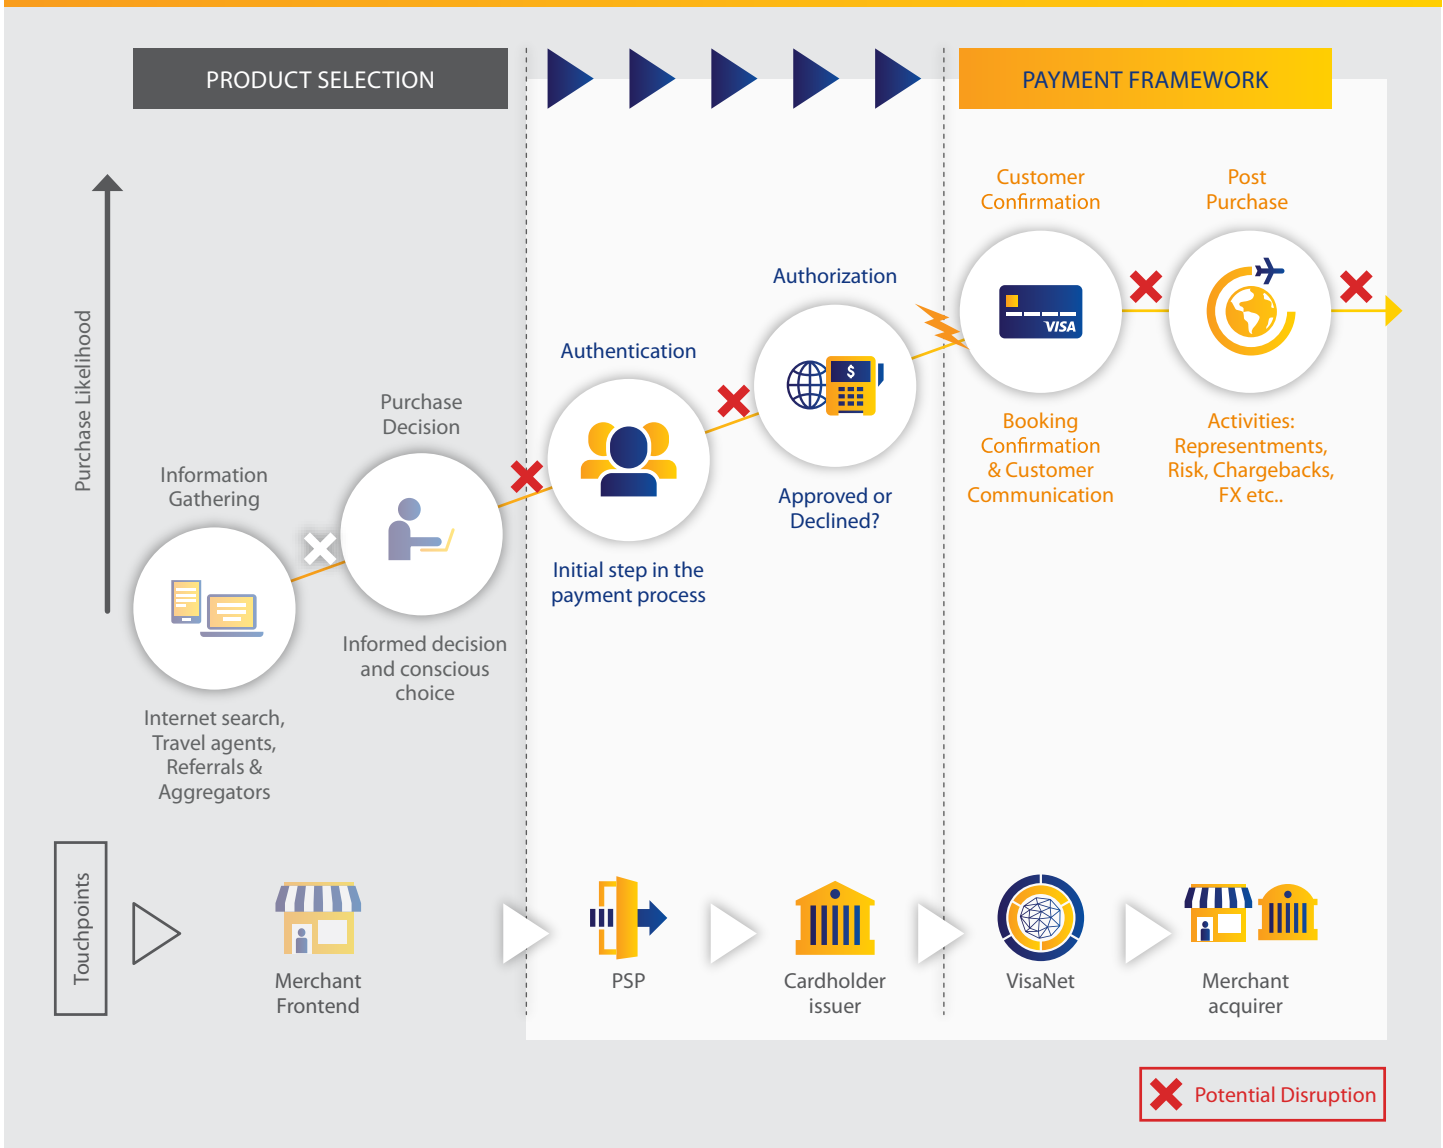 PRODUCT SELECTION
PAYMENT FRAMEWORK
Purchase Likelihood
Information
Gathering
Internet search,
Travel agents,
Referrals &
Aggregators
Purchase
Decision
Informed decision
and conscious
choice
Authentication
Initial step in the
payment process
Authorization
$
Approved or
Declined?
Customer
Confirmation
VISA
Booking
Confirmation
& Customer
Communication
Post
Purchase
Activities:
Representments,
Risk, Chargebacks,
FX etc..
Touchpoints
Merchant
Frontend
PSP
Cardholder
issuer
VisaNet
Merchant
acquirer
Potential Disruption